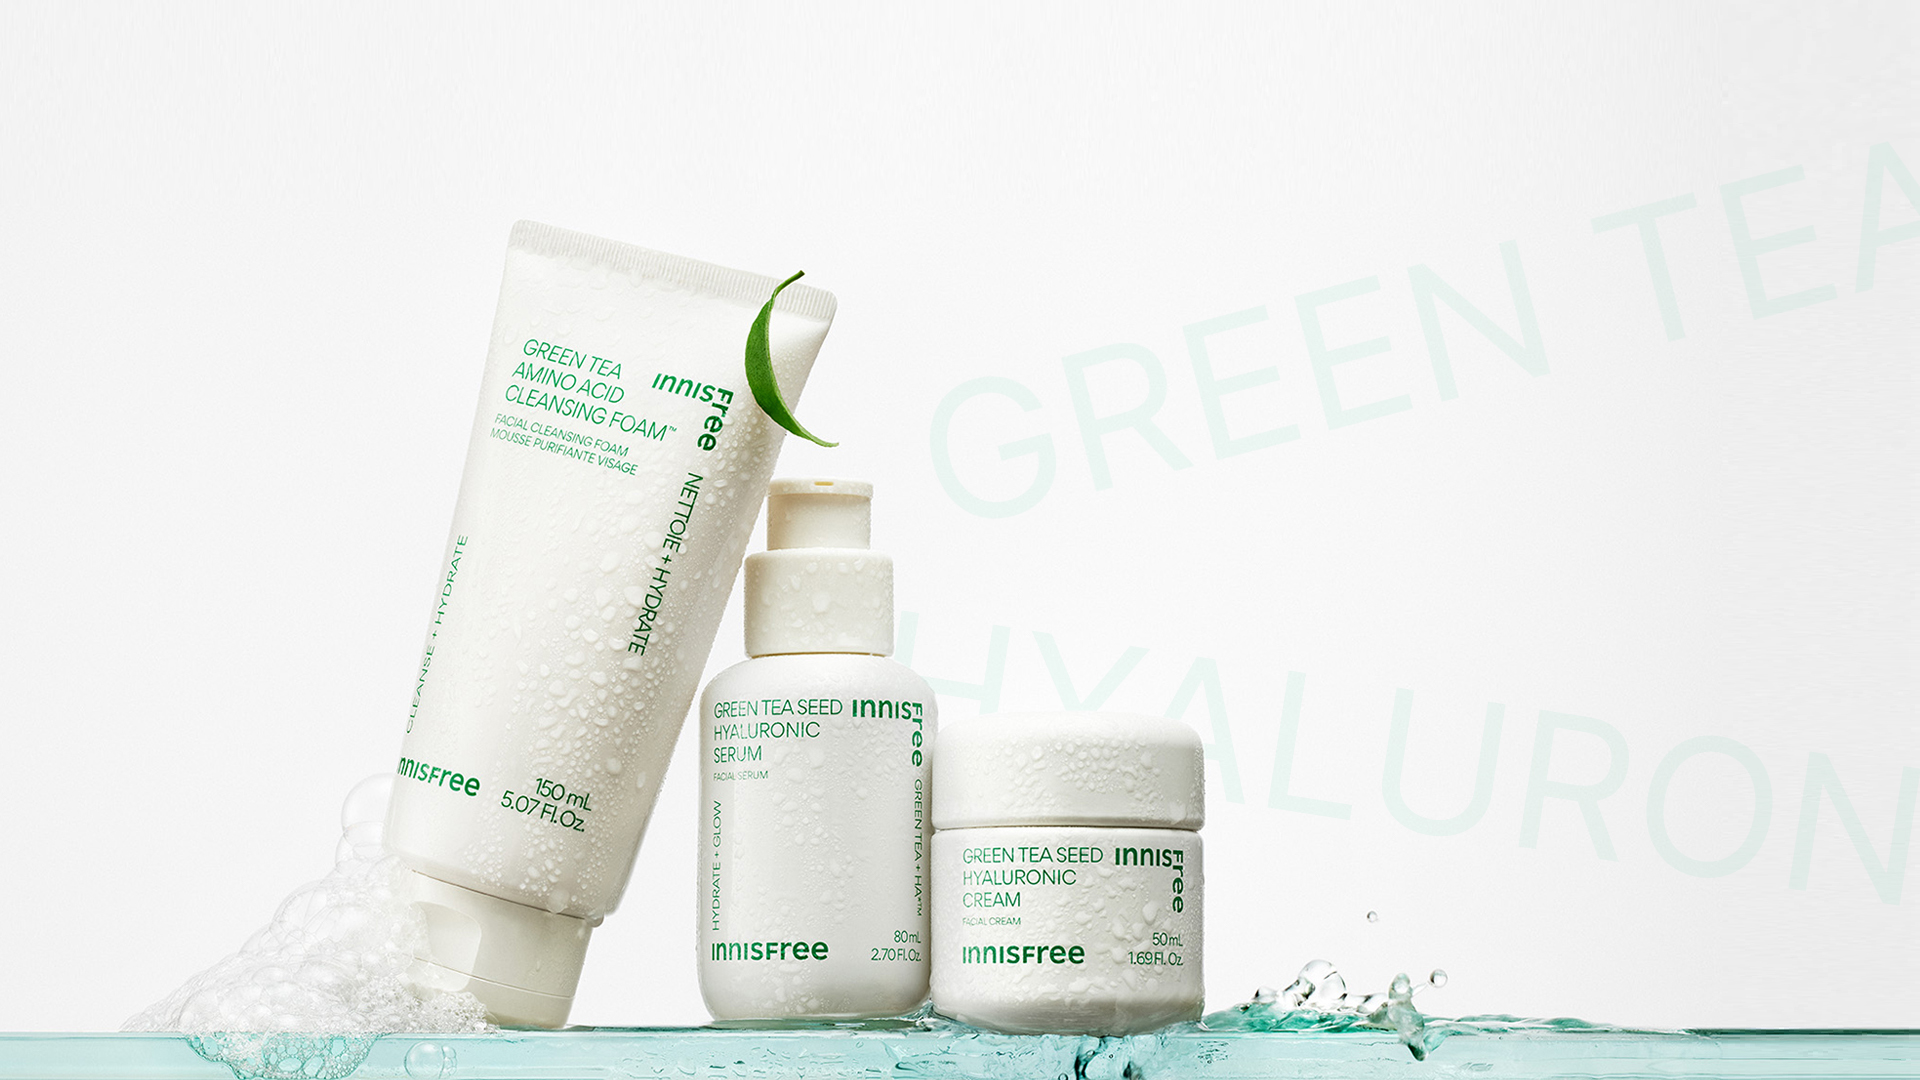 GREEN TEA
HYALURON
GREEN TEA
AMINO ACID
CLEANSING FOAM™
FACIAL CLEANSING FOAM
MOUSSE PURIFIANTE VISAGE
innisfree
NETTOIE + HYDRATE
CLEANSE + HYDRATE
innisfree
150 mL
5.07 Fl. Oz.
GREEN TEA SEED
HYALURONIC
SERUM
FACIAL SERUM
innisfree
GREEN TEA + HA*™
HYDRATE + GLOW
innisfree
80 mL
2.70 Fl. Oz.
GREEN TEA SEED
HYALURONIC
CREAM
FACIAL CREAM
innisfree
innisfree
50 mL
1.69 Fl. Oz.